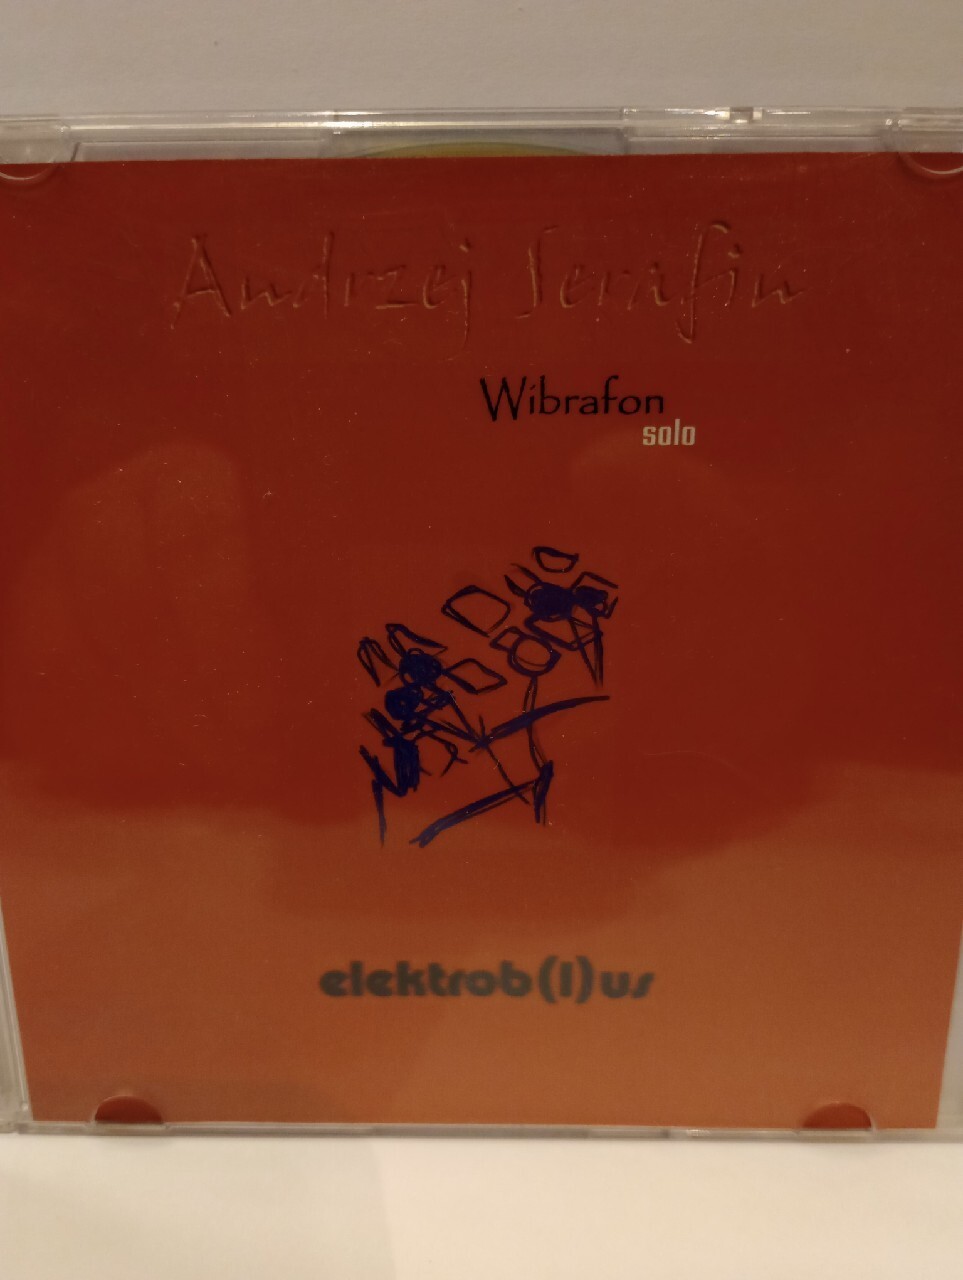 Andrzej Serafin
Wibrafon
solo
elektrob(l)us